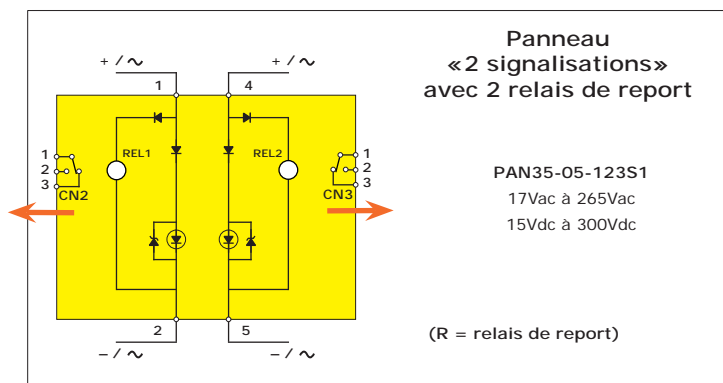 Panneau
«2 signalisations»
avec 2 relais de report
PAN35-05-123S1
17Vac à 265Vac
15Vdc à 300Vdc
(R = relais de report)
+ / ~
+ / ~
1
4
REL1
REL2
1
2
3
CN2
1
2
3
CN3
2
5
– / ~
– / ~